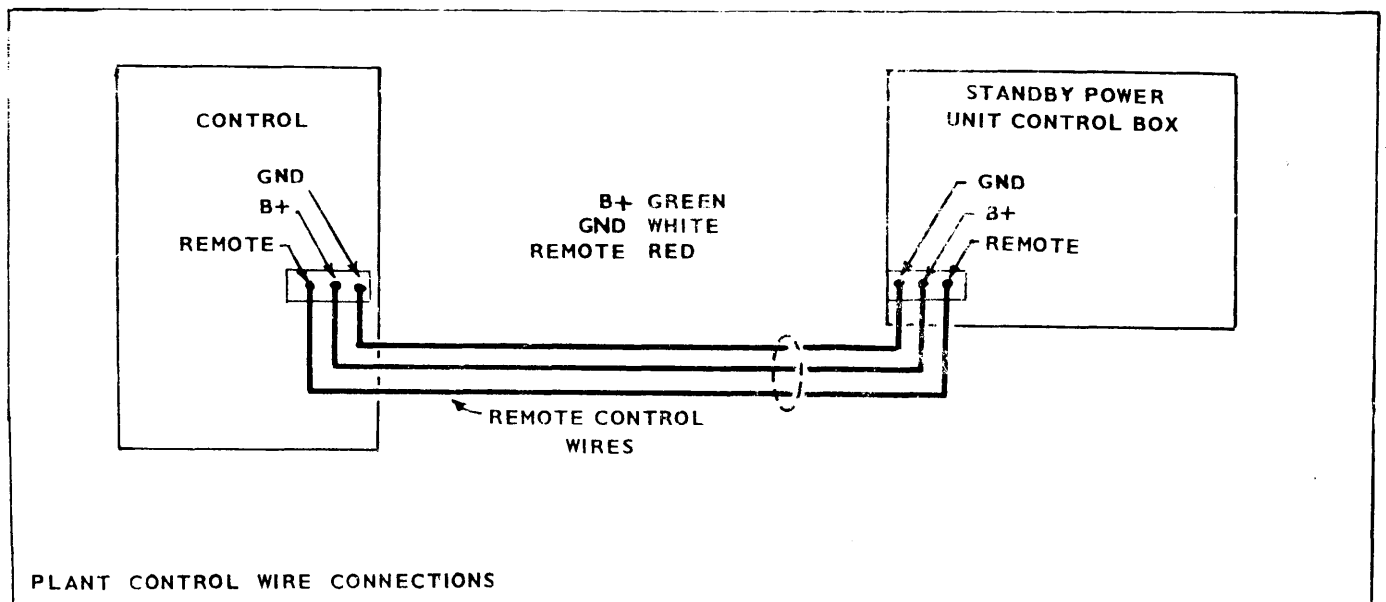 CONTROL
GND
B+
REMOTE
B+ GREEN
GND WHITE
REMOTE RED
STANDBY POWER
UNIT CONTROL BOX
GND
B+
REMOTE
REMOTE CONTROL
WIRES
PLANT CONTROL WIRE CONNECTIONS